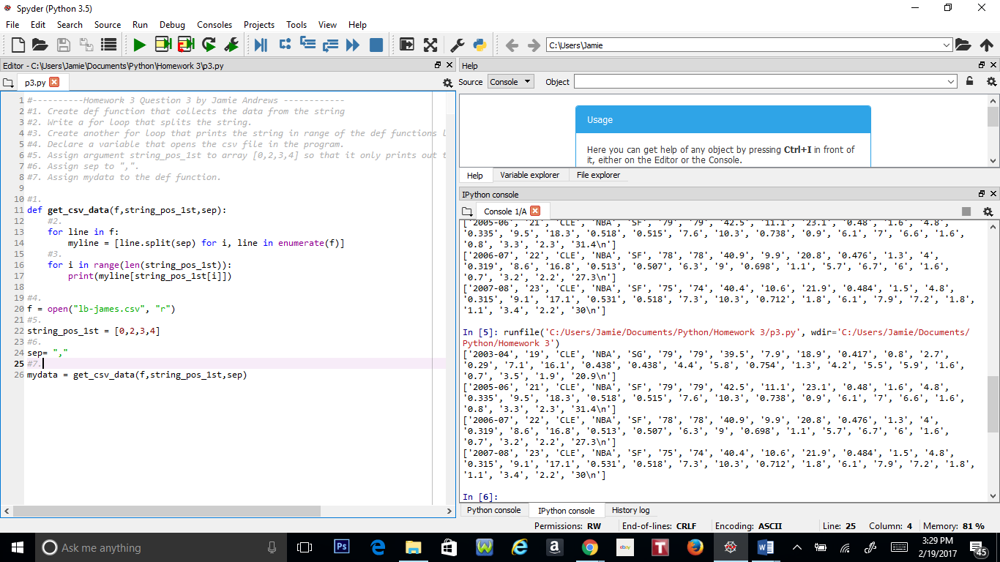 Spyder (Python 3.5)
File Edit Search Source Run Debug Consoles Projects Tools View Help
C:\Users\Jamie
Editor - C:\Users\Jamie\Documents\Python\Homework 3\p3.py
p3.py
1 #----------Homework 3 Question 3 by Jamie Andrews ------------
2 #1. Create def function that collects the data from the string
3 #2. Write a for loop that splits the string.
4 #3. Create another for loop that prints the string in range of the def functions l
5 #4. Declare a variable that opens the csv file in the program.
6 #5. Assign argument string_pos_1st to array [0,2,3,4] so that it only prints out t
7 #6. Assign sep to ",".
8 #7. Assign mydata to the def function.
9
10 #1.
11 def get_csv_data(f,string_pos_1st,sep):
12 #2.
13 for line in f:
14 myline = [line.split(sep) for i, line in enumerate(f)]
15 #3.
16 for i in range(len(string_pos_1st)):
17 print(myline[string_pos_1st[i]])
18
19 #4.
20 f = open("lb-james.csv", "r")
21 #5.
22 string_pos_1st = [0,2,3,4]
23 #6.
24 sep= ","
25 #7.
26 mydata = get_csv_data(f,string_pos_1st,sep)
Help
Source Console Object
Usage
Here you can get help of any object by pressing Ctrl+I in front of
it, either on the Editor or the Console.
Help Variable explorer File explorer
IPython console
Console 1/A
['2005-06', '21', 'CLE', 'NBA', 'SF', '79', '79', '42.5', '11.1', '23.1', '0.48', '1.6', '4.8',
'0.335', '9.5', '18.3', '0.518', '0.515', '7.6', '10.3', '0.738', '0.9', '6.1', '7', '6.6', '1.6',
'0.8', '3.3', '2.3', '31.4\n']
['2006-07', '22', 'CLE', 'NBA', 'SF', '78', '78', '40.9', '9.9', '20.8', '0.476', '1.3', '4',
'0.319', '8.6', '16.8', '0.513', '0.507', '6.3', '9', '0.698', '1.1', '5.7', '6.7', '6', '1.6',
'0.7', '3.2', '2.2', '27.3\n']
['2007-08', '23', 'CLE', 'NBA', 'SF', '75', '74', '40.4', '10.6', '21.9', '0.484', '1.5', '4.8',
'0.315', '9.1', '17.1', '0.531', '0.518', '7.3', '10.3', '0.712', '1.8', '6.1', '7.9', '7.2', '1.8',
'1.1', '3.4', '2.2', '30\n']
In [5]: runfile('C:/Users/Jamie/Documents/Python/Homework 3/p3.py', wdir='C:/Users/Jamie/Documents/
Python/Homework 3')
['2003-04', '19', 'CLE', 'NBA', 'SG', '79', '79', '39.5', '7.9', '18.9', '0.417', '0.8', '2.7',
'0.29', '7.1', '16.1', '0.438', '0.438', '4.4', '5.8', '0.754', '1.3', '4.2', '5.5', '5.9', '1.6',
'0.7', '3.5', '1.9', '20.9\n']
['2005-06', '21', 'CLE', 'NBA', 'SF', '79', '79', '42.5', '11.1', '23.1', '0.48', '1.6', '4.8',
'0.335', '9.5', '18.3', '0.518', '0.515', '7.6', '10.3', '0.738', '0.9', '6.1', '7', '6.6', '1.6',
'0.8', '3.3', '2.3', '31.4\n']
['2006-07', '22', 'CLE', 'NBA', 'SF', '78', '78', '40.9', '9.9', '20.8', '0.476', '1.3', '4',
'0.319', '8.6', '16.8', '0.513', '0.507', '6.3', '9', '0.698', '1.1', '5.7', '6.7', '6', '1.6',
'0.7', '3.2', '2.2', '27.3\n']
['2007-08', '23', 'CLE', 'NBA', 'SF', '75', '74', '40.4', '10.6', '21.9', '0.484', '1.5', '4.8',
'0.315', '9.1', '17.1', '0.531', '0.518', '7.3', '10.3', '0.712', '1.8', '6.1', '7.9', '7.2', '1.8',
'1.1', '3.4', '2.2', '30\n']
In [6]:
Python console IPython console History log
Permissions: RW End-of-lines: CRLF Encoding: ASCII Line: 25 Column: 4 Memory: 81 %
Ask me anything
Ps
ebay
3:29 PM
2/19/2017
45